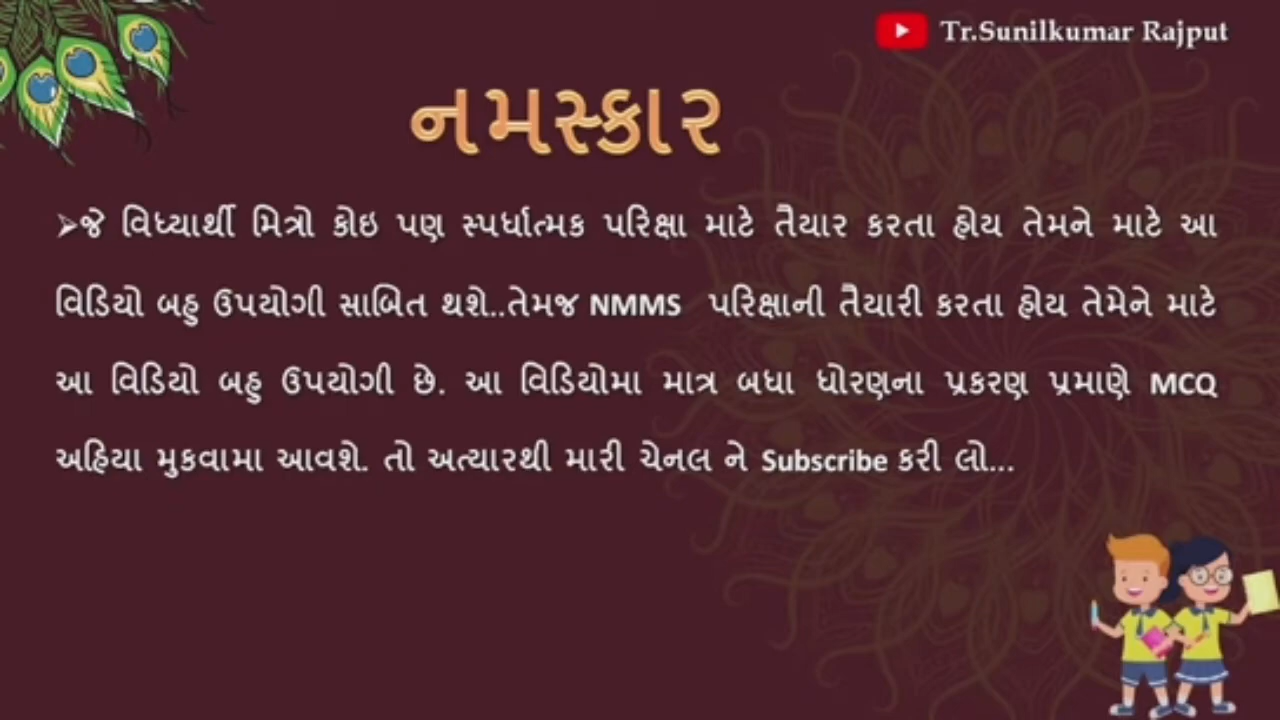 Tr.Sunilkumar Rajput
નમસ્કાર
➢જે વિધ્યાર્થી મિત્રો કોઇ પણ સ્પર્ધાત્મક પરિક્ષા માટે તૈયાર કરતા હોય તેમને માટે આ
વિડિયો બહુ ઉપયોગી સાબિત થશે..તેમજ NMMS પરિક્ષાની તૈયારી કરતા હોય તેમેને માટે
આ વિડિયો બહુ ઉપયોગી છે. આ વિડિયોમા માત્ર બધા ધોરણના પ્રકરણ પ્રમાણે MCQ
અહિયા મુકવામા આવશે. તો અત્યારથી મારી ચેનલ ને Subscribe કરી લો...